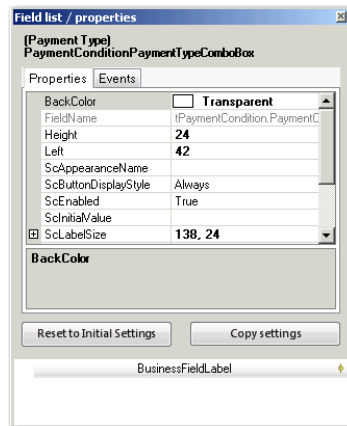 Field list / properties
(Payment Type)
PaymentConditionPaymentTypeComboBox
Properties Events
BackColor Transparent
FieldName tPaymentCondition.PaymentC
Height 24
Left 42
ScAppearanceName
ScButtonDisplayStyle Always
ScEnabled True
ScInitialValue
ScLabelSize 138, 24
BackColor
Reset to Initial Settings Copy settings
BusinessFieldLabel